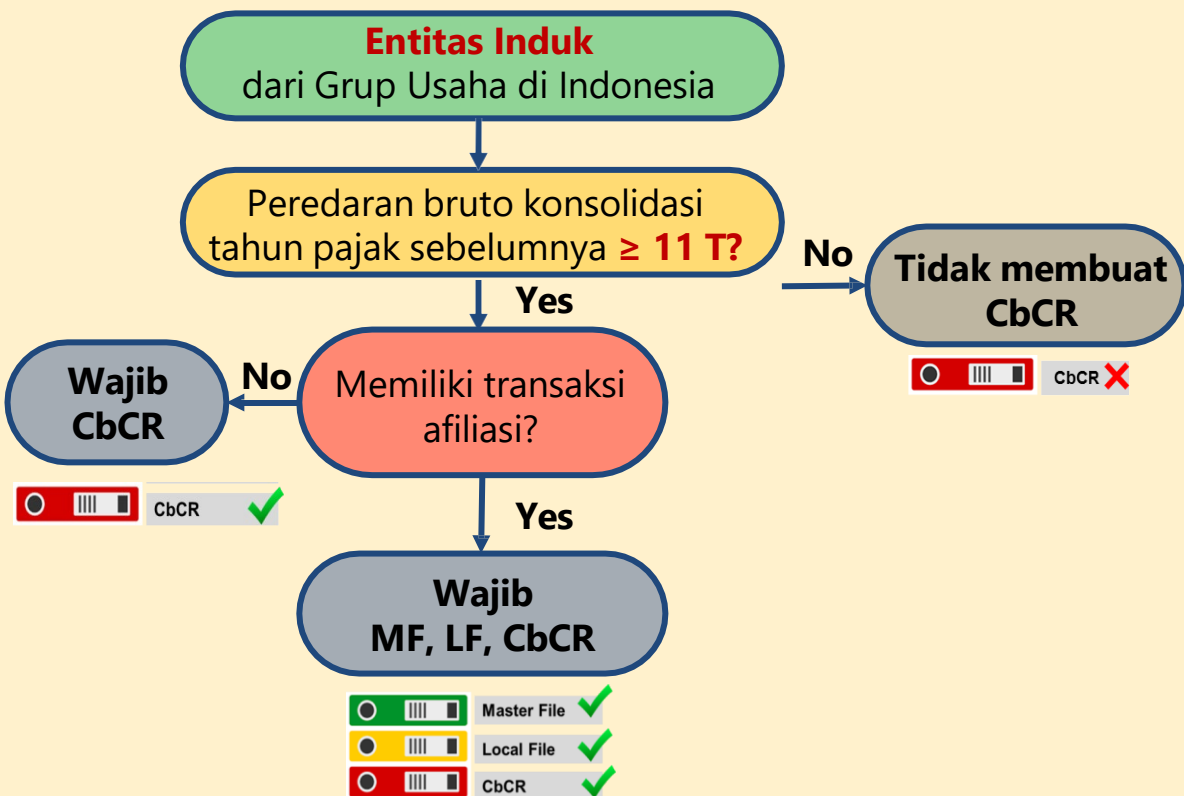 Entitas Induk
dari Grup Usaha di Indonesia
Peredaran bruto konsolidasi
tahun pajak sebelumnya ≥ 11 T?
No
Tidak membuat
CbCR
CbCR
Yes
Memiliki transaksi
afiliasi?
No
Wajib
CbCR
CbCR
Yes
Wajib
MF, LF, CbCR
Master File
Local File
CbCR